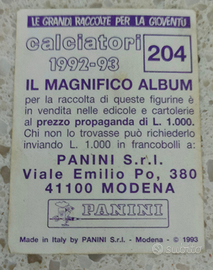 LE GRANDI RACCOLTE PER LA GIOVENTÙ
calciatori
1992-93
204
IL MAGNIFICO ALBUM
per la raccolta di queste figurine è
in vendita nelle edicole e cartolerie
al prezzo propaganda di L. 1.000.
Chi non lo trovasse può richiederlo
inviando L. 1.000 in francobolli a:
PANINI S.r.l.
Viale Emilio Po, 380
41100 MODENA
PANINI
Made in Italy by PANINI S.r.l. - Modena - © 1993